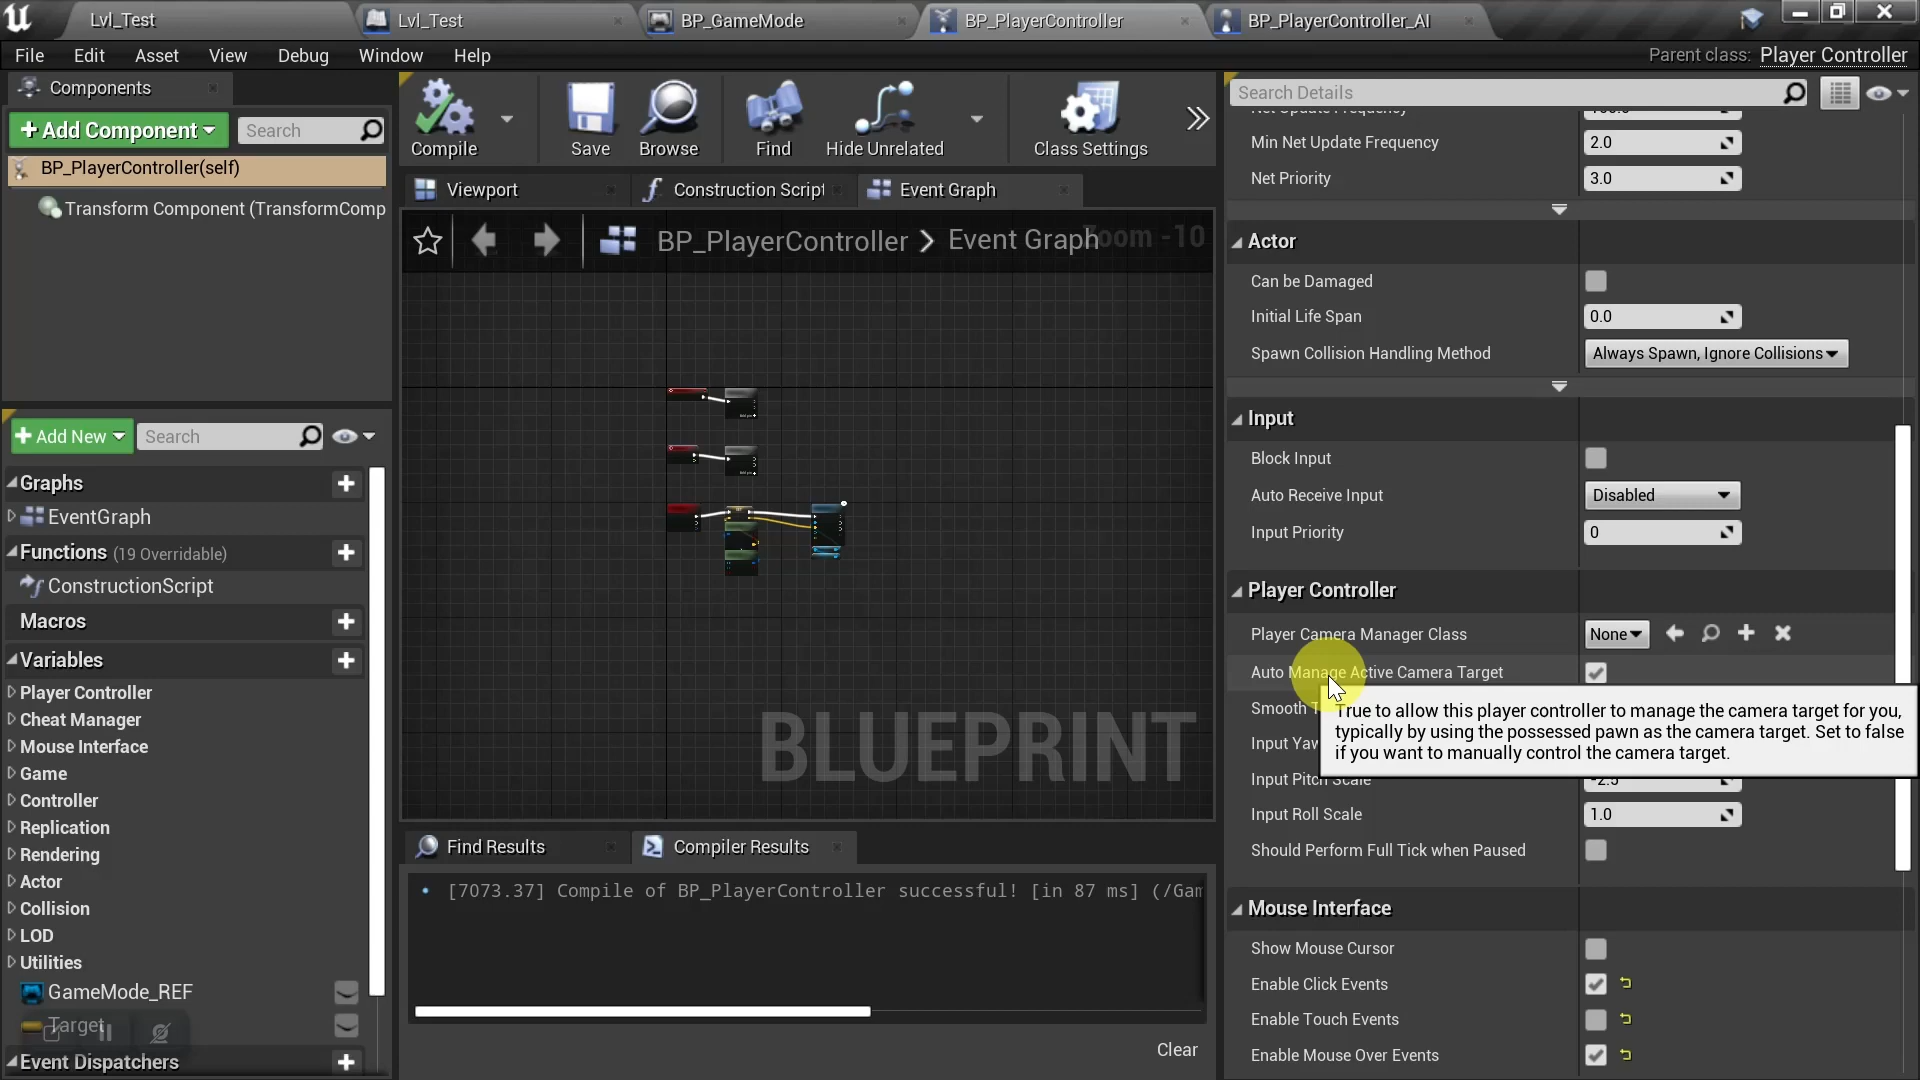 Lvl_Test
Lvl_Test
BP_GameMode
BP_PlayerController
BP_PlayerController_AI
File Edit Asset View Window Debug Help
Parent class: Player Controller
Components
+ Add Component
Search
BP_PlayerController(self)
Transform Component (TransformComp
Compile
Save
Browse
Find
Hide Unrelated
Class Settings
Viewport
Construction Script
Event Graph
BP_PlayerController > Event Graph
Zoom -10
BLUEPRINT
+ Add New
Search
Graphs
EventGraph
Functions (19 Overridable)
ConstructionScript
Macros
Variables
Player Controller
Cheat Manager
Mouse Interface
Game
Controller
Replication
Rendering
Actor
Collision
LOD
Utilities
GameMode_REF
Target
Event Dispatchers
Find Results
Compiler Results
[7073.37] Compile of BP_PlayerController successful! [in 87 ms] (/Gam
Clear
Search Details
Net Update Frequency
Min Net Update Frequency 2.0
Net Priority 3.0
Actor
Can be Damaged
Initial Life Span 0.0
Spawn Collision Handling Method Always Spawn, Ignore Collisions
Input
Block Input
Auto Receive Input Disabled
Input Priority 0
Player Controller
Player Camera Manager Class None
Auto Manage Active Camera Target
Smooth T
True to allow this player controller to manage the camera target for you,
typically by using the possessed pawn as the camera target. Set to false
if you want to manually control the camera target.
Input Yaw
Input Pitch Scale -2.5
Input Roll Scale 1.0
Should Perform Full Tick when Paused
Mouse Interface
Show Mouse Cursor
Enable Click Events
Enable Touch Events
Enable Mouse Over Events